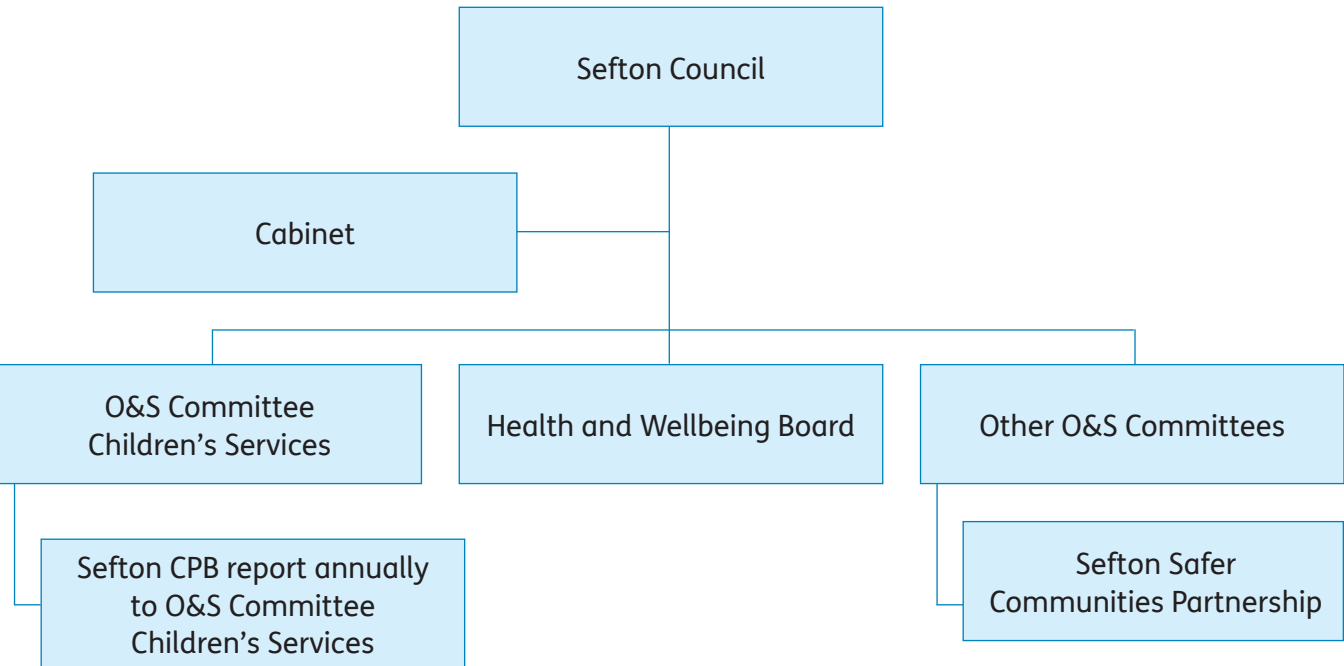 Sefton Council
Cabinet
O&S Committee
Children’s Services
Health and Wellbeing Board
Other O&S Committees
Sefton CPB report annually
to O&S Committee
Children’s Services
Sefton Safer
Communities Partnership